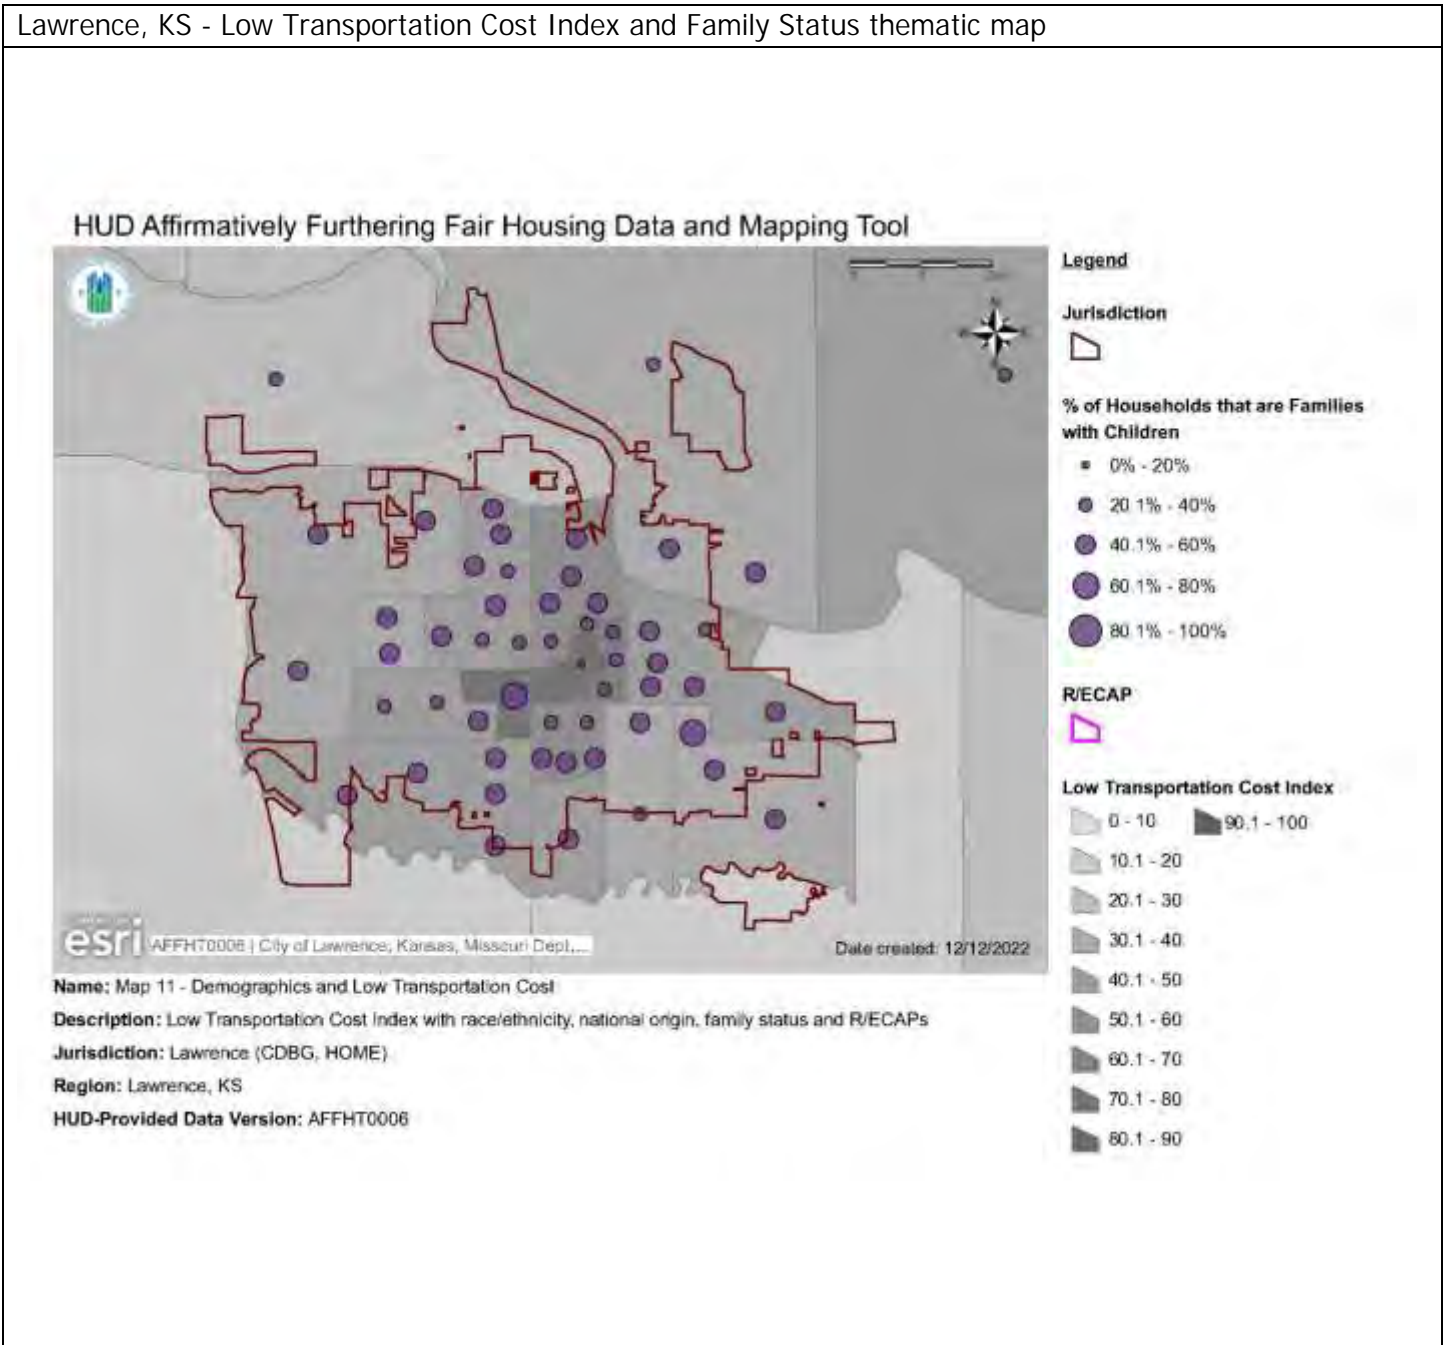 Lawrence, KS - Low Transportation Cost Index and Family Status thematic map
HUD Affirmatively Furthering Fair Housing Data and Mapping Tool
Legend
Jurisdiction
% of Households that are Families
with Children
0% - 20%
20.1% - 40%
40.1% - 60%
60.1% - 80%
80.1% - 100%
R/ECAP
Low Transportation Cost Index
0 - 10
90.1 - 100
10.1 - 20
20.1 - 30
30.1 - 40
40.1 - 50
50.1 - 60
60.1 - 70
70.1 - 80
80.1 - 90
esri
AFFHT0006 | City of Lawrence, Kansas, Missouri Dept....
Date created: 12/12/2022
Name: Map 11 - Demographics and Low Transportation Cost
Description: Low Transportation Cost Index with race/ethnicity, national origin, family status and R/ECAPs
Jurisdiction: Lawrence (CDBG, HOME)
Region: Lawrence, KS
HUD-Provided Data Version: AFFHT0006